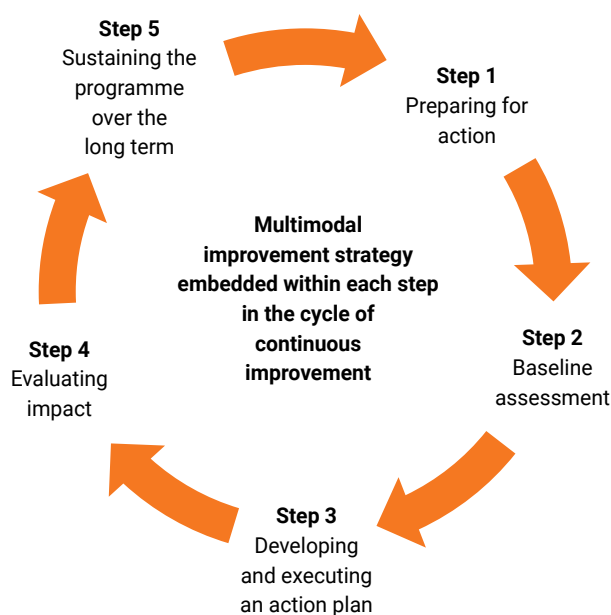 Step 1
Preparing for
action
Step 2
Baseline
assessment
Step 3
Developing
and executing
an action plan
Step 4
Evaluating
impact
Step 5
Sustaining the
programme
over the
long term
Multimodal
improvement strategy
embedded within each step
in the cycle of
continuous
improvement